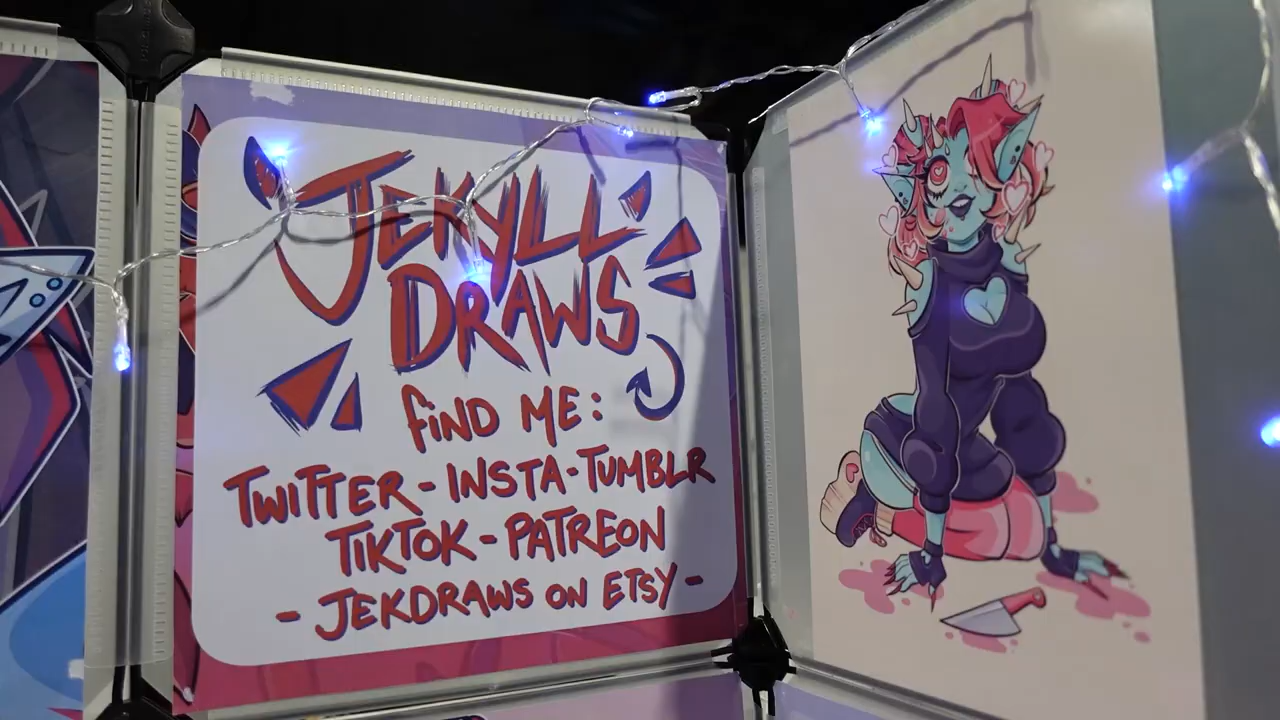 JEKYLL
DRAWS
FIND ME:
TWITTER - INSTA - TUMBLR
TIKTOK - PATREON
- JEKDRAWS ON ETSY -